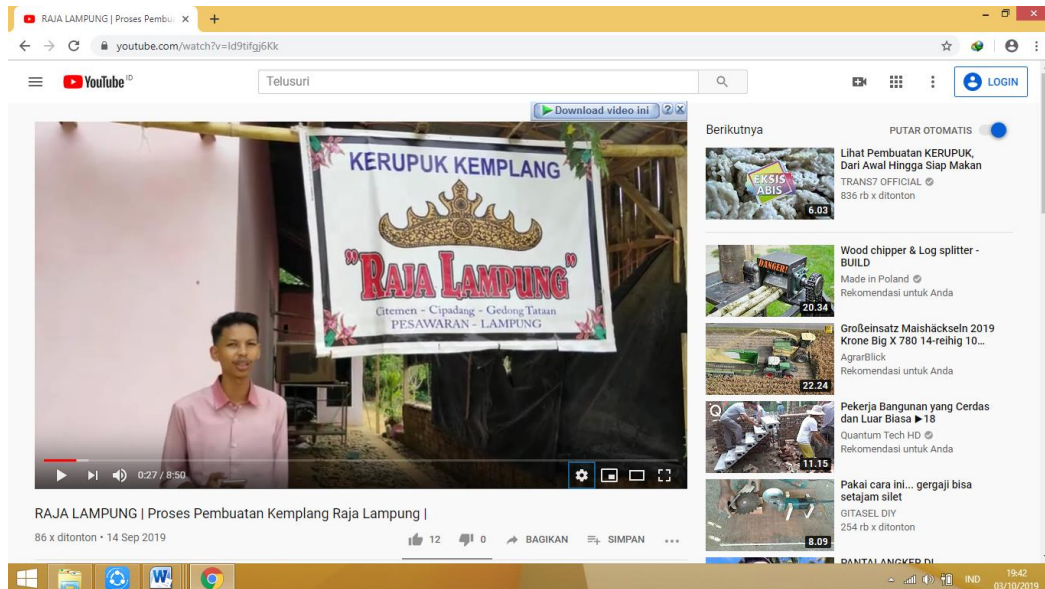 RAJA LAMPUNG | Proses Pembu
youtube.com/watch?v=Id9tifgj6Kk
YouTube ID
Telusuri
LOGIN
Download video ini
KERUPUK KEMPLANG
"RAJA LAMPUNG"
Citemen - Cipadang - Gedong Tataan
PESAWARAN - LAMPUNG
0:27 / 8:50
RAJA LAMPUNG | Proses Pembuatan Kemplang Raja Lampung |
86 x ditonton • 14 Sep 2019
12
0
BAGIKAN
SIMPAN
Berikutnya
PUTAR OTOMATIS
EKSIS
ABIS
6.03
Lihat Pembuatan KERUPUK,
Dari Awal Hingga Siap Makan
TRANS7 OFFICIAL
836 rb x ditonton
DANGER!
20.34
Wood chipper & Log splitter -
BUILD
Made in Poland
Rekomendasi untuk Anda
22.24
Großeinsatz Maishäckseln 2019
Krone Big X 780 14-reihig 10...
AgrarBlick
Rekomendasi untuk Anda
Q
11.15
Pekerja Bangunan yang Cerdas
dan Luar Biasa ▶18
Quantum Tech HD
Rekomendasi untuk Anda
8.09
Pakai cara ini... gergaji bisa
setajam silet
GITASEL DIY
254 rb x ditonton
PANTAI ANGKER DI
IND
19:42
03/10/2019